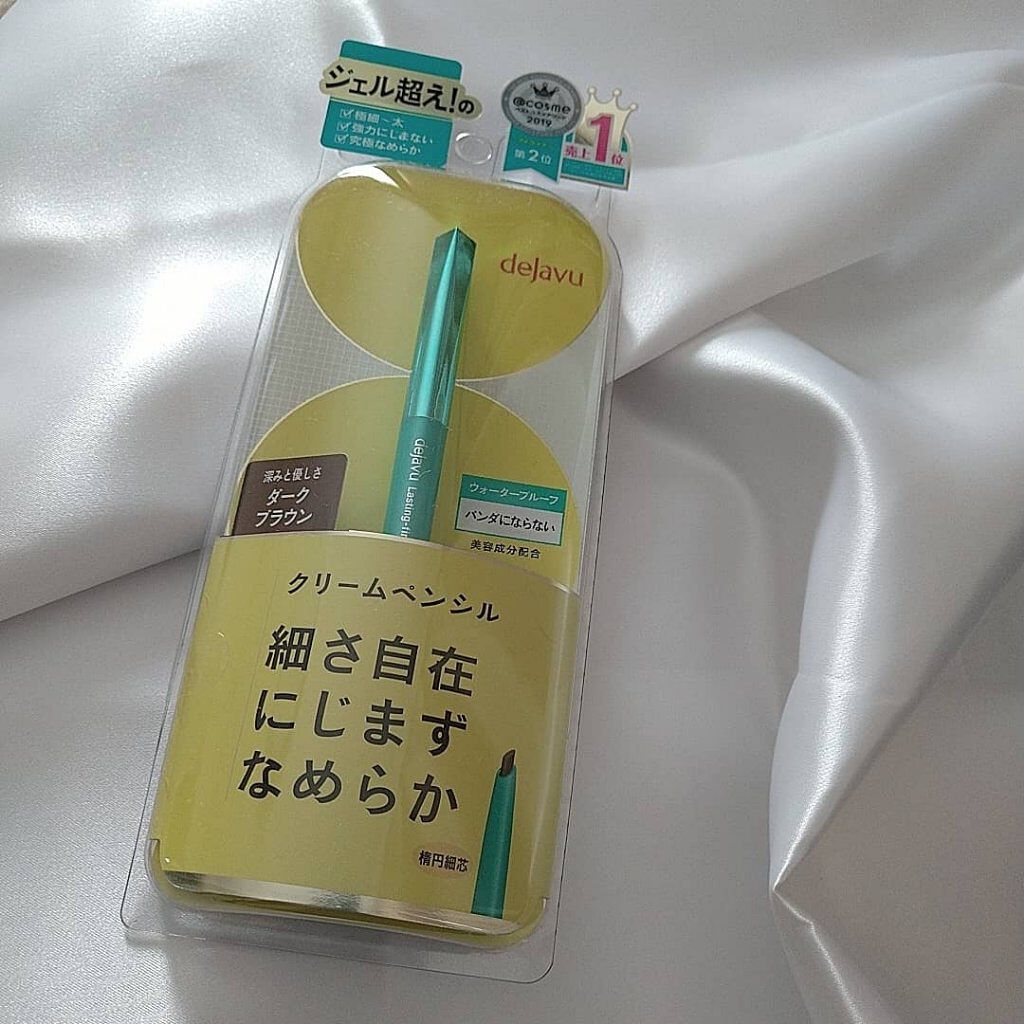 ジェル超え!の
極細～太
強力にじまない
究極なめらか
@cosme
2019
第2位
売上1位
dejavu
dejavu Lasting-fin
深みと優しさ
ダーク
ブラウン
ウォータープルーフ
パンダにならない
美容成分配合
クリームペンシル
細さ自在
にじまず
なめらか
楕円細芯